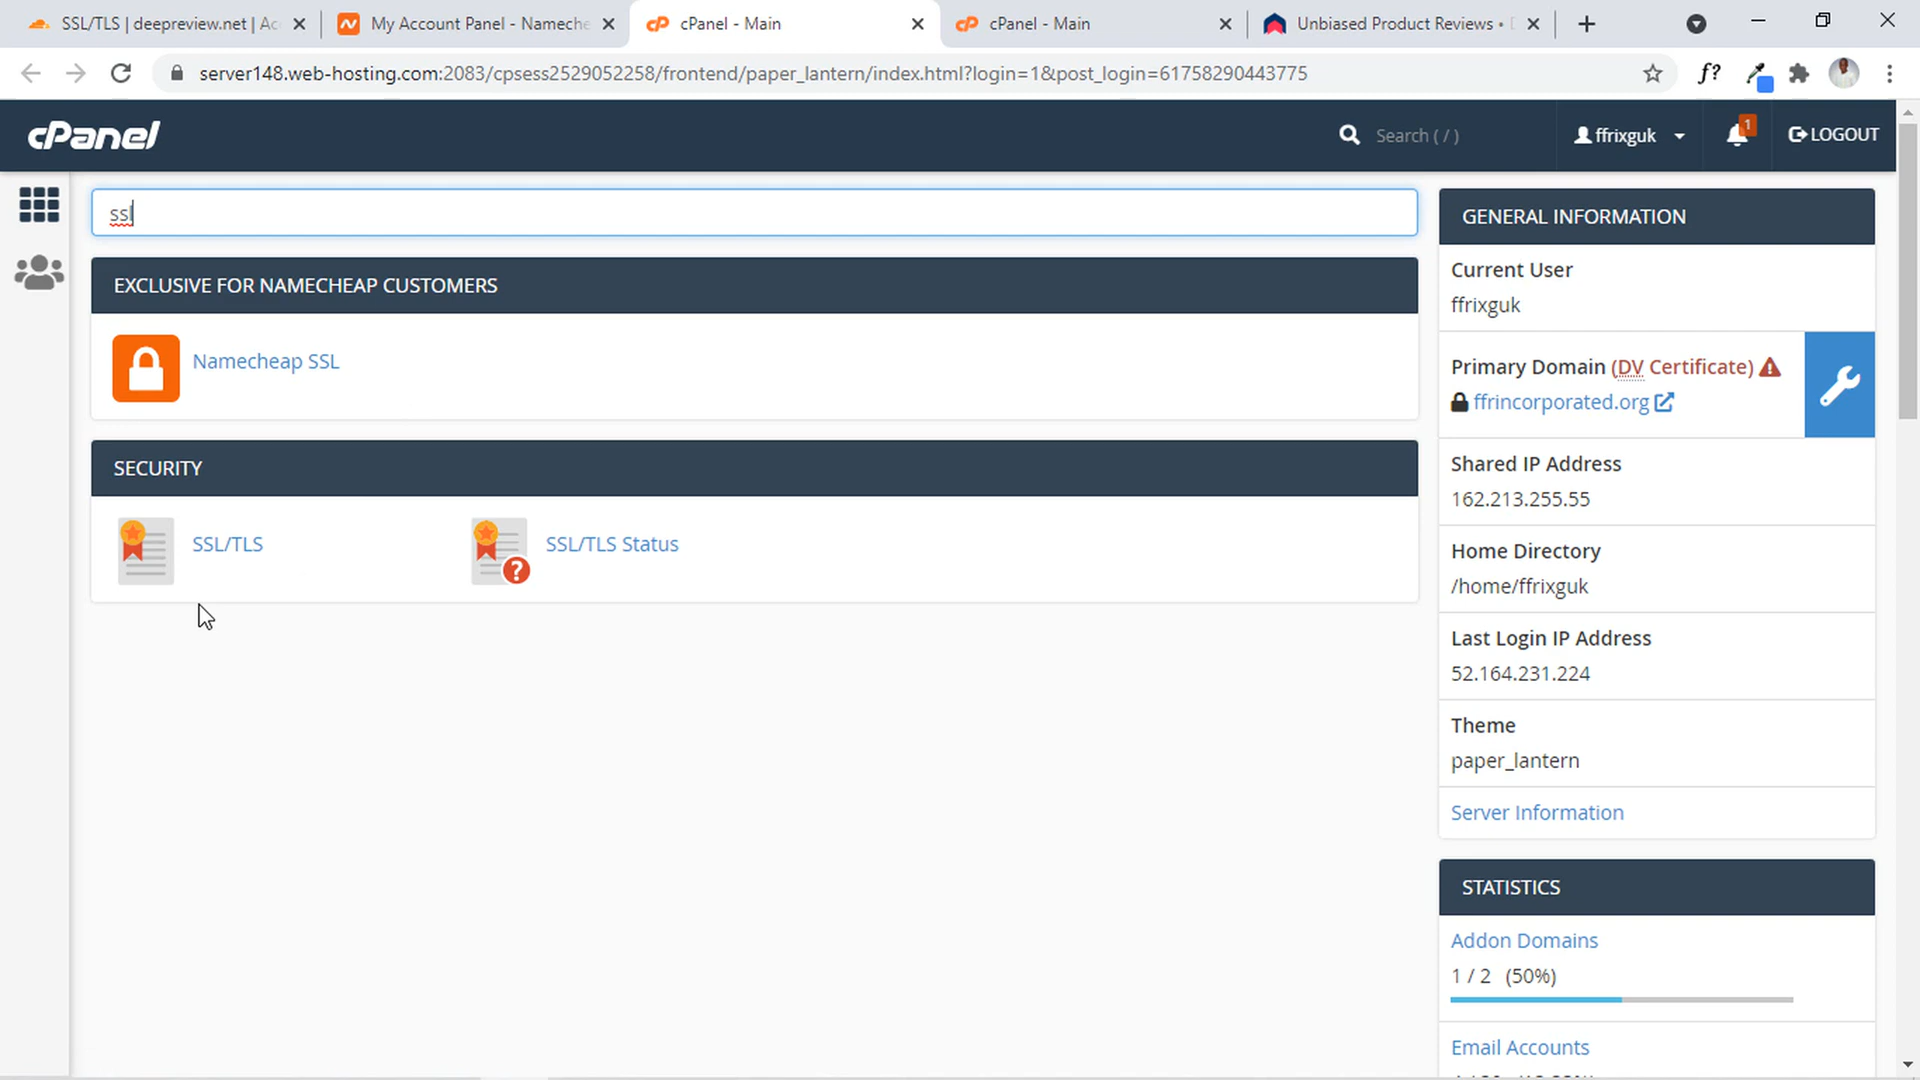 SSL/TLS | deepreview.net | Ac
My Account Panel - Nameche
cPanel - Main
cPanel - Main
Unbiased Product Reviews •
server148.web-hosting.com:2083/cpsess2529052258/frontend/paper_lantern/index.html?login=1&post_login=61758290443775
f?
cPanel
Search ( / )
ffrixguk
1
LOGOUT
ssl
EXCLUSIVE FOR NAMECHEAP CUSTOMERS
Namecheap SSL
SECURITY
SSL/TLS
SSL/TLS Status
GENERAL INFORMATION
Current User
ffrixguk
Primary Domain (DV Certificate)
ffrincorporated.org
Shared IP Address
162.213.255.55
Home Directory
/home/ffrixguk
Last Login IP Address
52.164.231.224
Theme
paper_lantern
Server Information
STATISTICS
Addon Domains
1 / 2 (50%)
Email Accounts